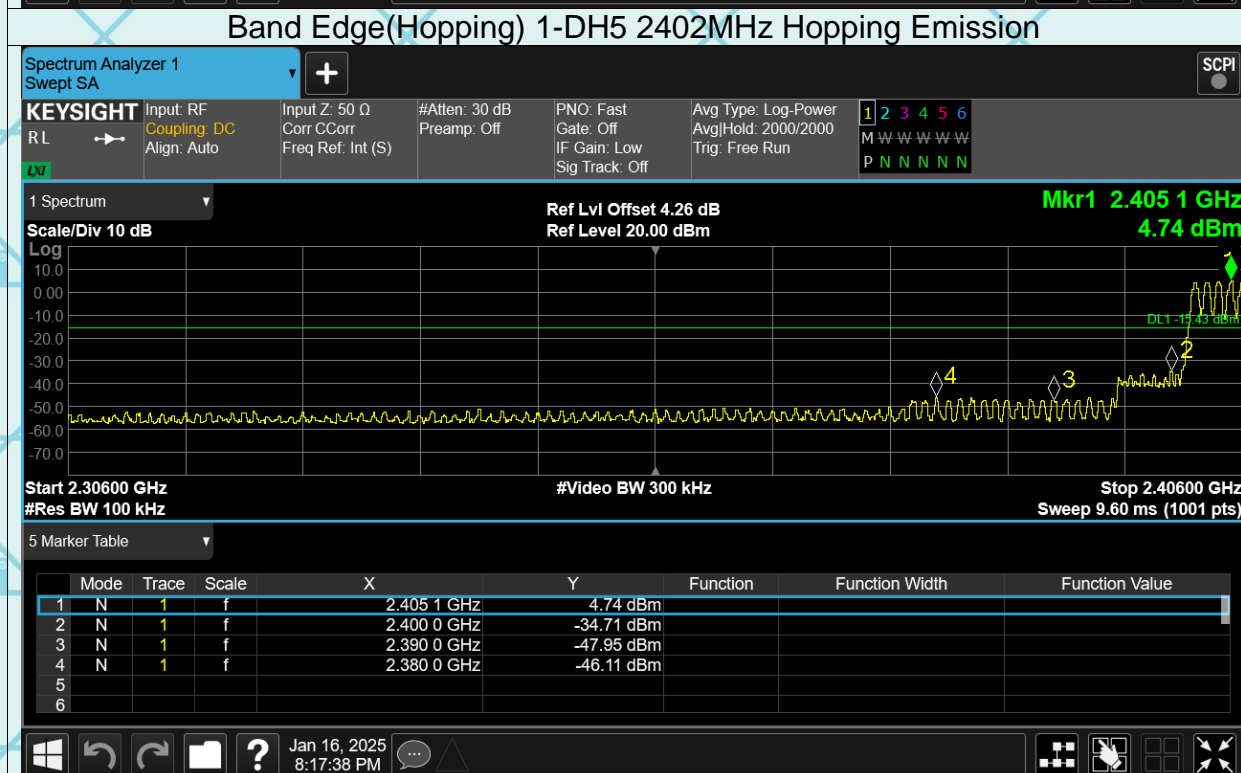 Band Edge(Hopping) 1-DH5 2402MHz Hopping Emission
Spectrum Analyzer 1
Swept SA
+
SCPI
KEYSIGHT
RL
LXI
Input: RF
Coupling: DC
Align: Auto
Input Z: 50 Ω
Corr CCorr
Freq Ref: Int (S)
#Atten: 30 dB
Preamp: Off
PNO: Fast
Gate: Off
IF Gain: Low
Sig Track: Off
Avg Type: Log-Power
Avg|Hold: 2000/2000
Trig: Free Run
1 2 3 4 5 6
M W W W W W
P N N N N N
1 Spectrum
Scale/Div 10 dB
Ref Lvl Offset 4.26 dB
Ref Level 20.00 dBm
Mkr1 2.405 1 GHz
4.74 dBm
Log
10.0
0.00
-10.0
-20.0
-30.0
-40.0
-50.0
-60.0
-70.0
1
DL1 -15.43 dBm
2
3
4
Start 2.30600 GHz
#Res BW 100 kHz
#Video BW 300 kHz
Stop 2.40600 GHz
Sweep 9.60 ms (1001 pts)
5 Marker Table
Mode Trace Scale X Y Function Function Width Function Value
1 N 1 f 2.405 1 GHz 4.74 dBm
2 N 1 f 2.400 0 GHz -34.71 dBm
3 N 1 f 2.390 0 GHz -47.95 dBm
4 N 1 f 2.380 0 GHz -46.11 dBm
5
6
?
Jan 16, 2025
8:17:38 PM